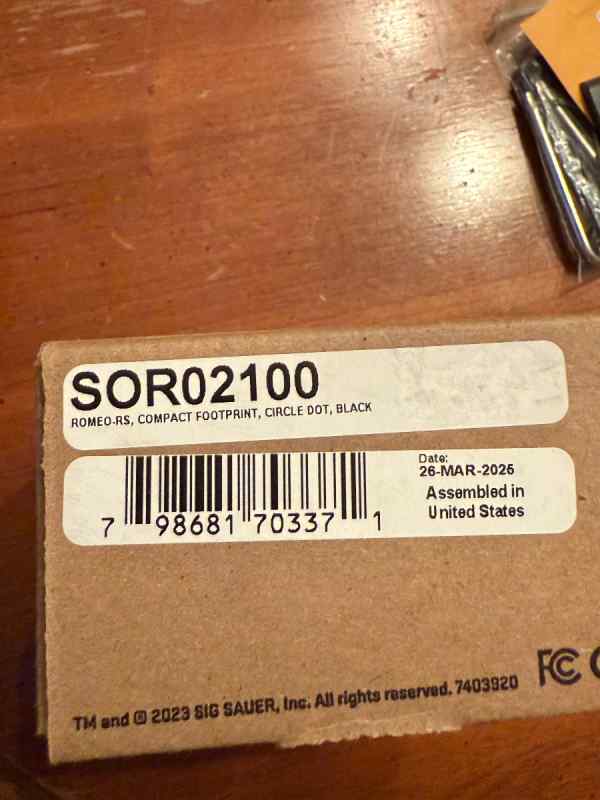 SOR02100
ROMEO-RS, COMPACT FOOTPRINT, CIRCLE DOT, BLACK
7 98681 70337 1
Date:
26-MAR-2025
Assembled in
United States
FC
TM and © 2023 SIG SAUER, Inc. All rights reserved. 7403920